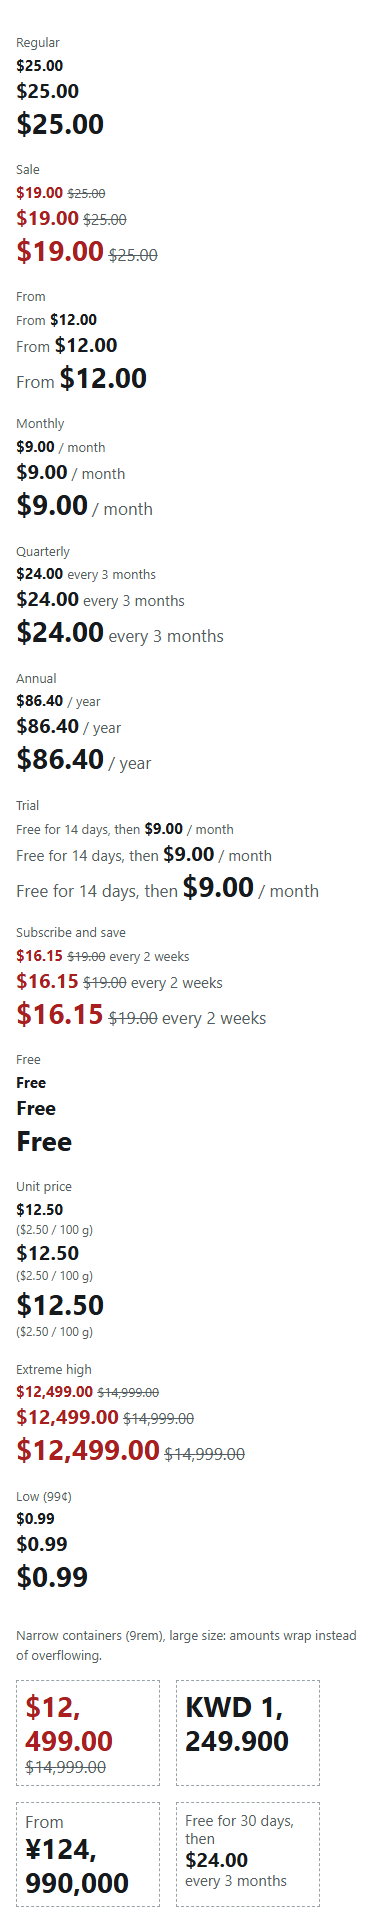 Regular
$25.00
$25.00
$25.00
Sale
$19.00 $25.00
$19.00 $25.00
$19.00 $25.00
From
From $12.00
From $12.00
From $12.00
Monthly
$9.00 / month
$9.00 / month
$9.00 / month
Quarterly
$24.00 every 3 months
$24.00 every 3 months
$24.00 every 3 months
Annual
$86.40 / year
$86.40 / year
$86.40 / year
Trial
Free for 14 days, then $9.00 / month
Free for 14 days, then $9.00 / month
Free for 14 days, then $9.00 / month
Subscribe and save
$16.15 $19.00 every 2 weeks
$16.15 $19.00 every 2 weeks
$16.15 $19.00 every 2 weeks
Free
Free
Free
Free
Unit price
$12.50
($2.50 / 100 g)
$12.50
($2.50 / 100 g)
$12.50
($2.50 / 100 g)
Extreme high
$12,499.00 $14,999.00
$12,499.00 $14,999.00
$12,499.00 $14,999.00
Low (99¢)
$0.99
$0.99
$0.99
Narrow containers (9rem), large size: amounts wrap instead
of overflowing.
$12,
499.00
$14,999.00
KWD 1,
249.900
From
¥124,
990,000
Free for 30 days,
then
$24.00
every 3 months